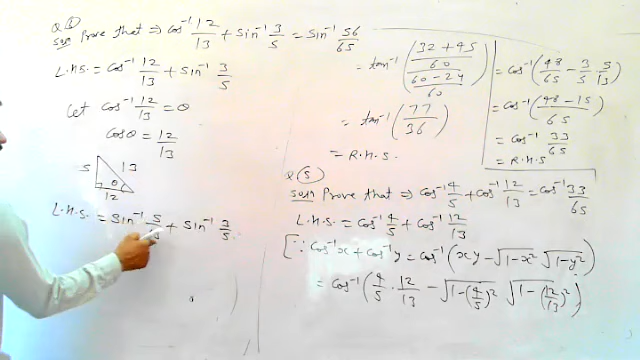 Q ⑥
Solⁿ Prove that ⇒ Cos⁻¹ 12/13 + Sin⁻¹ 3/5 = Sin⁻¹ 56/65
L.H.S. = Cos⁻¹ 12/13 + Sin⁻¹ 3/5
Let Cos⁻¹ 12/13 = θ
Cosθ = 12/13
5 13
θ
12
L.H.S. = Sin⁻¹ 5/13 + Sin⁻¹ 3/5
= tan⁻¹ ( (32 + 45)/60 / (60 - 24)/60 )
= tan⁻¹ (77/36)
= R.H.S.
= Cos⁻¹ (48/65 - 3/5 5/13)
= Cos⁻¹ (48 - 15/65)
= Cos⁻¹ 33/65
= R.H.S
Q ⑤
Solⁿ Prove that ⇒ Cos⁻¹ 4/5 + Cos⁻¹ 12/13 = Cos⁻¹ 33/65
L.H.S. = Cos⁻¹ 4/5 + Cos⁻¹ 12/13
[∵ Cos⁻¹x + Cos⁻¹y = Cos⁻¹ (xy - √1-x² √1-y²)
= Cos⁻¹ (4/5 . 12/13 - √1-(4/5)² √1-(12/13)²)